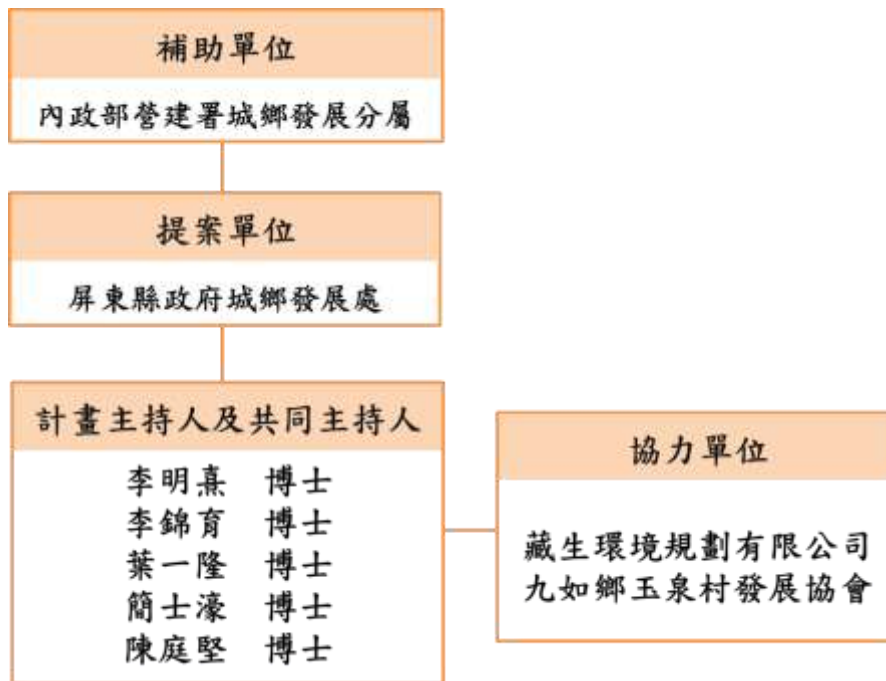 補助單位
內政部營建署城鄉發展分屬
提案單位
屏東縣政府城鄉發展處
計畫主持人及共同主持人
李明熹 博士
李錦育 博士
葉一隆 博士
簡士濠 博士
陳庭堅 博士
協力單位
藏生環境規劃有限公司
九如鄉玉泉村發展協會